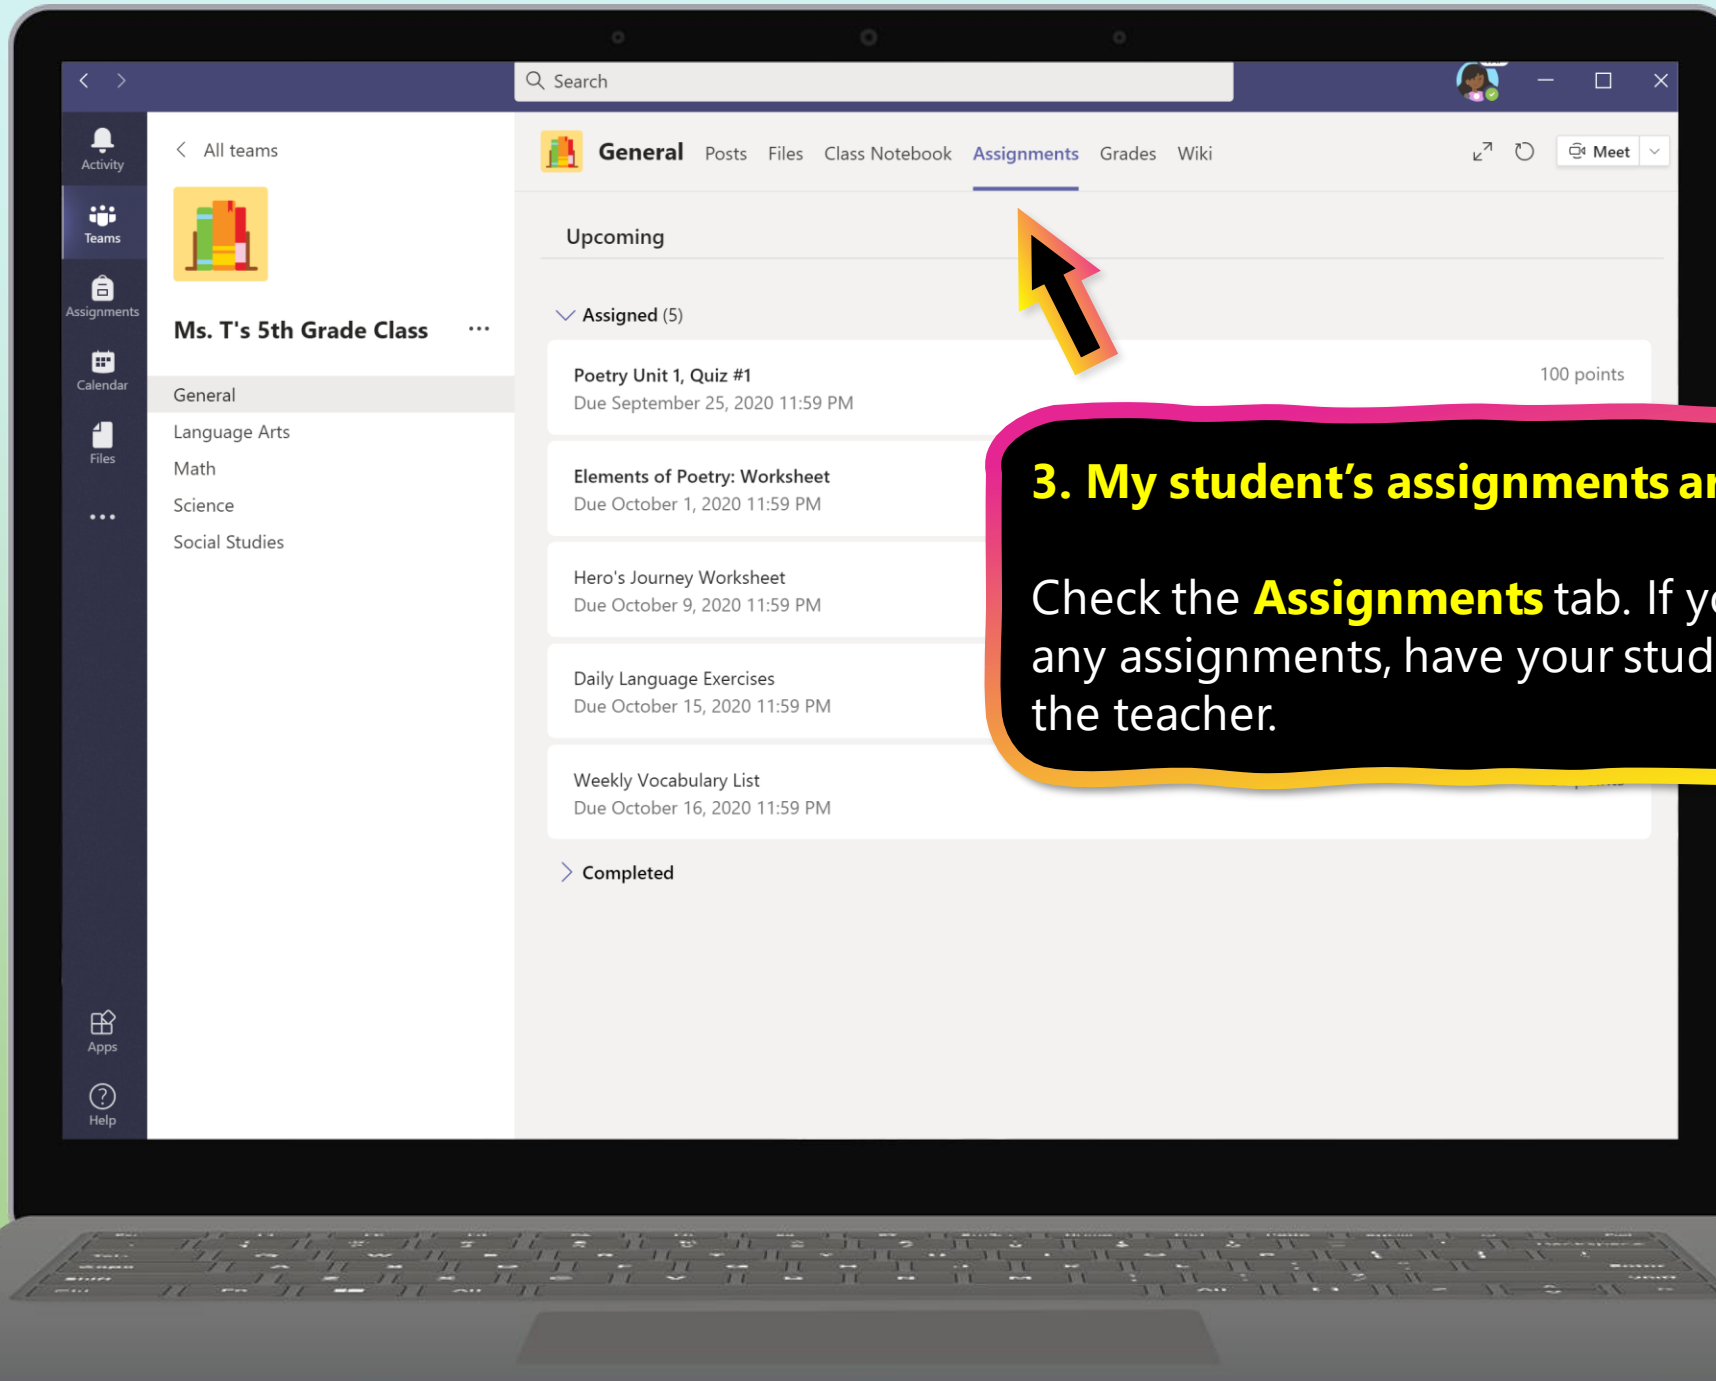 Search
Activity
Teams
Assignments
Calendar
Files
Apps
Help
All teams
Ms. T's 5th Grade Class
General
Language Arts
Math
Science
Social Studies
General Posts Files Class Notebook Assignments Grades Wiki
Meet
Upcoming
Assigned (5)
Poetry Unit 1, Quiz #1
100 points
Due September 25, 2020 11:59 PM
Elements of Poetry: Worksheet
Due October 1, 2020 11:59 PM
Hero's Journey Worksheet
Due October 9, 2020 11:59 PM
Daily Language Exercises
Due October 15, 2020 11:59 PM
Weekly Vocabulary List
Due October 16, 2020 11:59 PM
Completed
3. My student’s assignments
Check the Assignments tab. If
any assignments, have your
the teacher.